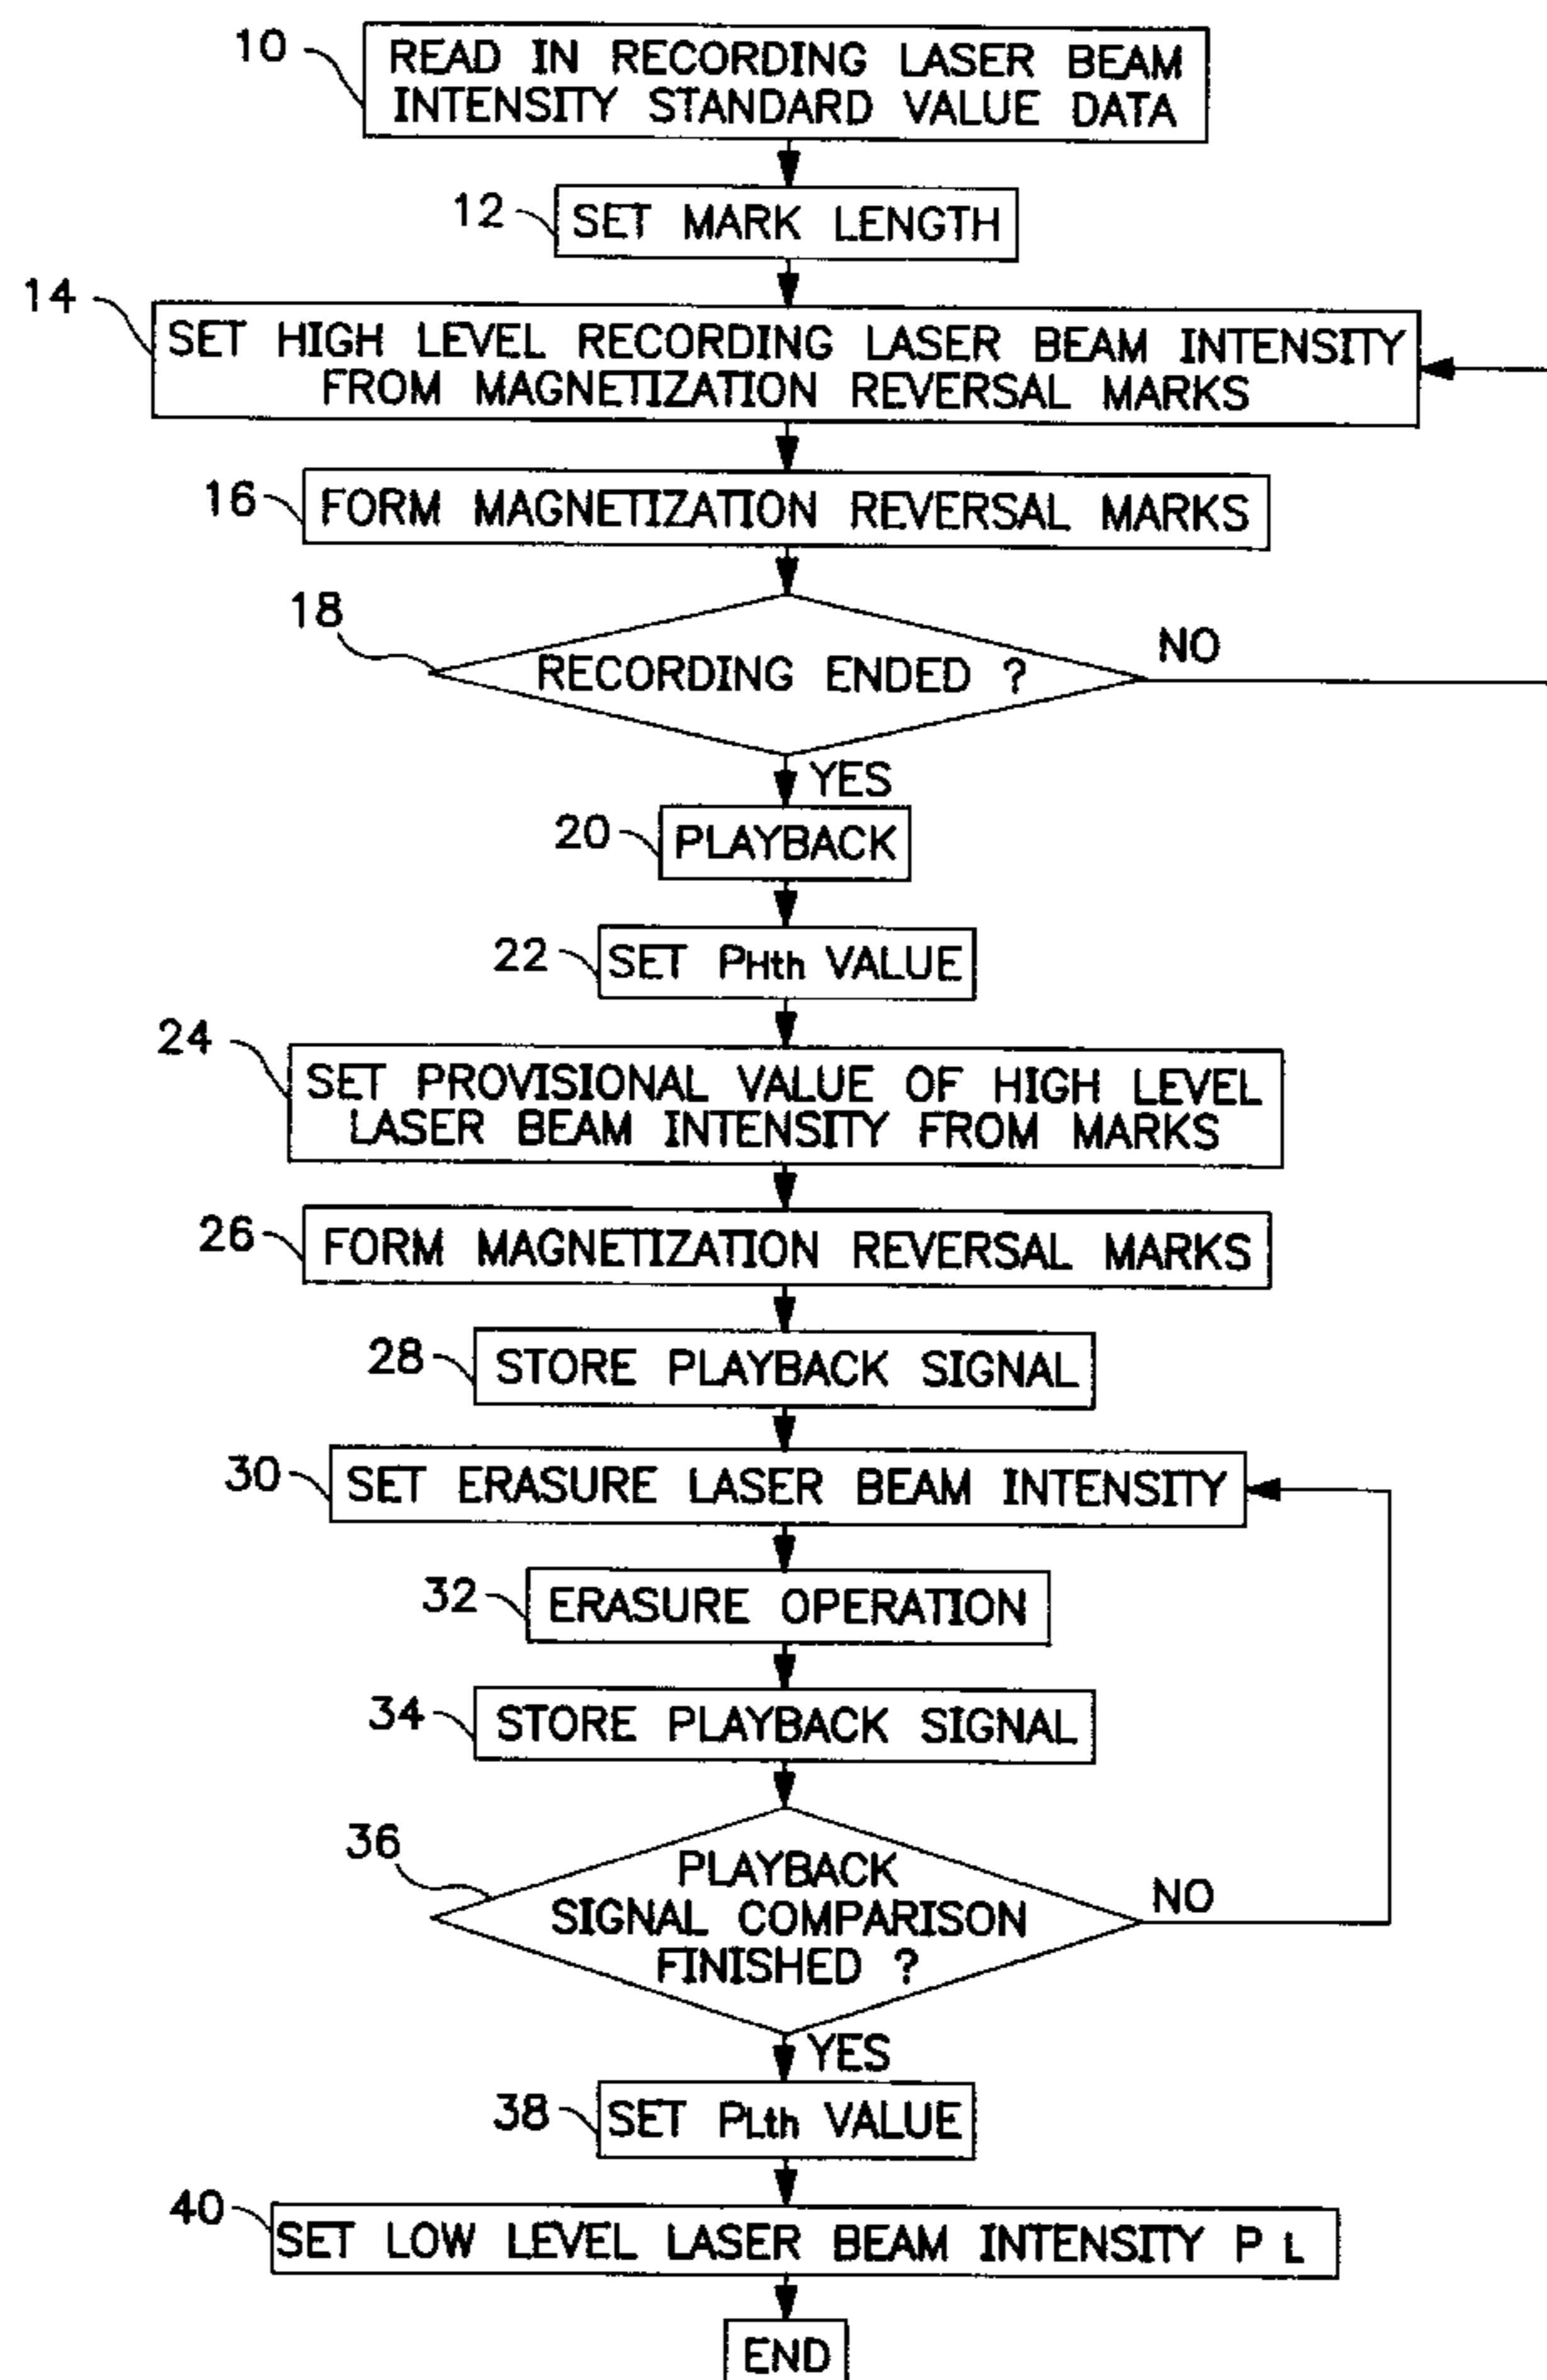 10
READ IN RECORDING LASER BEAM
INTENSITY STANDARD VALUE DATA
12
SET MARK LENGTH
14
SET HIGH LEVEL RECORDING LASER BEAM INTENSITY
FROM MAGNETIZATION REVERSAL MARKS
16
FORM MAGNETIZATION REVERSAL MARKS
18
RECORDING ENDED ?
NO
YES
20
PLAYBACK
22
SET PHth VALUE
24
SET PROVISIONAL VALUE OF HIGH LEVEL
LASER BEAM INTENSITY FROM MARKS
26
FORM MAGNETIZATION REVERSAL MARKS
28
STORE PLAYBACK SIGNAL
30
SET ERASURE LASER BEAM INTENSITY
32
ERASURE OPERATION
34
STORE PLAYBACK SIGNAL
36
PLAYBACK
SIGNAL COMPARISON
FINISHED ?
NO
YES
38
SET PLth VALUE
40
SET LOW LEVEL LASER BEAM INTENSITY P L
END